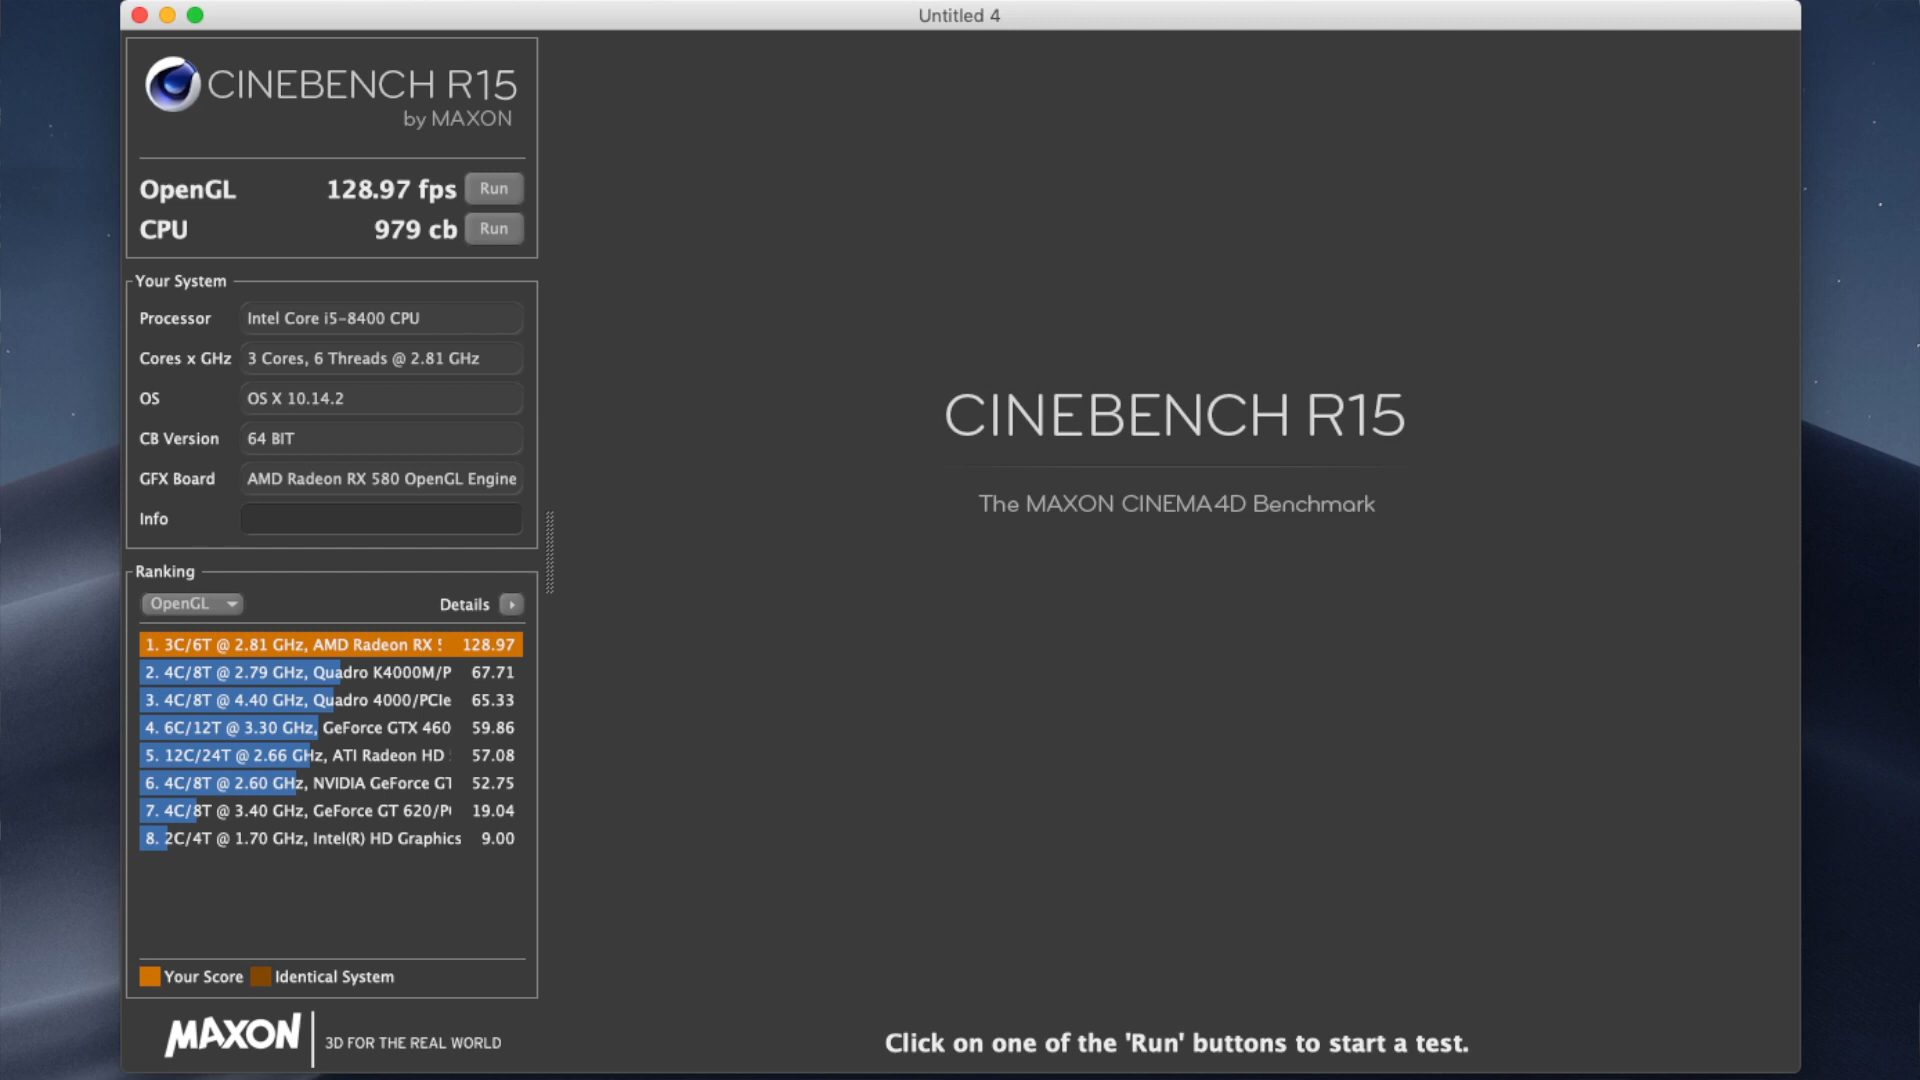 Untitled 4
CINEBENCH R15
by MAXON
OpenGL 128.97 fps Run
CPU 979 cb Run
Your System
Processor Intel Core i5-8400 CPU
Cores x GHz 3 Cores, 6 Threads @ 2.81 GHz
OS OS X 10.14.2
CB Version 64 BIT
GFX Board AMD Radeon RX 580 OpenGL Engine
Info
Ranking
OpenGL Details
1. 3C/6T @ 2.81 GHz, AMD Radeon RX 128.97
2. 4C/8T @ 2.79 GHz, Quadro K4000M/P 67.71
3. 4C/8T @ 4.40 GHz, Quadro 4000/PCIe 65.33
4. 6C/12T @ 3.30 GHz, GeForce GTX 460 59.86
5. 12C/24T @ 2.66 GHz, ATI Radeon HD 57.08
6. 4C/8T @ 2.60 GHz, NVIDIA GeForce GT 52.75
7. 4C/8T @ 3.40 GHz, GeForce GT 620/P 19.04
8. 2C/4T @ 1.70 GHz, Intel(R) HD Graphics 9.00
Your Score Identical System
MAXON 3D FOR THE REAL WORLD
CINEBENCH R15
The MAXON CINEMA4D Benchmark
Click on one of the 'Run' buttons to start a test.